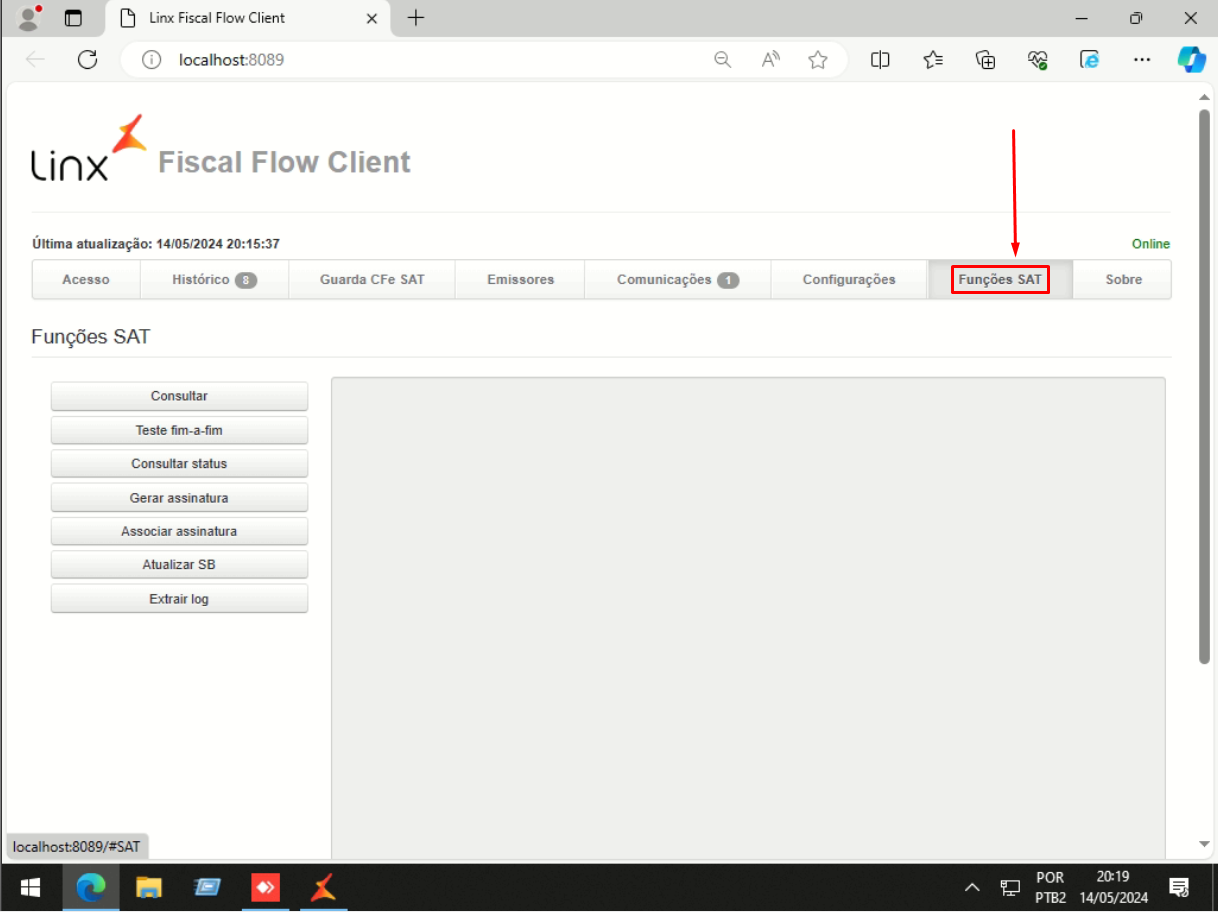 Linx Fiscal Flow Client
localhost:8089
Linx Fiscal Flow Client
Última atualização: 14/05/2024 20:15:37
Online
Acesso
Histórico 8
Guarda CFe SAT
Emissores
Comunicações 1
Configurações
Funções SAT
Sobre
Funções SAT
Consultar
Teste fim-a-fim
Consultar status
Gerar assinatura
Associar assinatura
Atualizar SB
Extrair log
localhost:8089/#SAT
POR
PTB2
20:19
14/05/2024